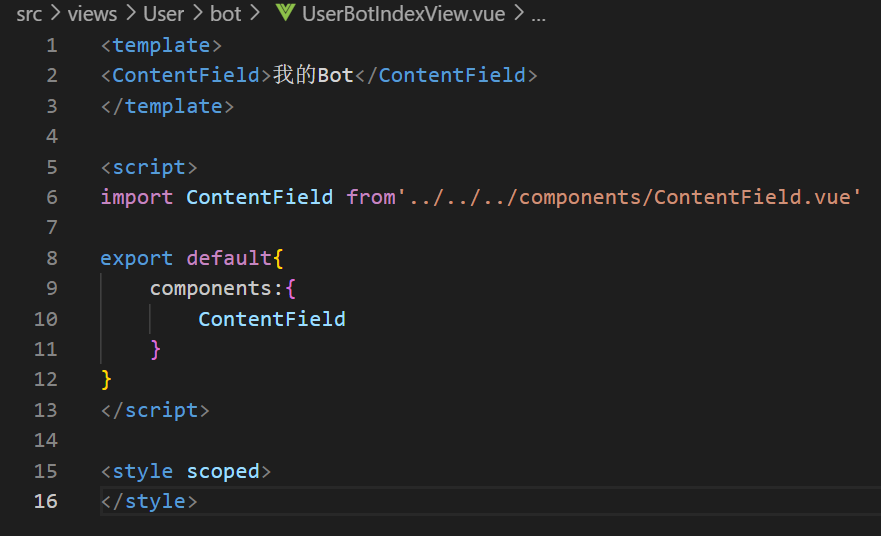 src > views > User > bot > UserBotIndexView.vue > ...
1 <template>
2 <ContentField>我的Bot</ContentField>
3 </template>
4
5 <script>
6 import ContentField from'../../../components/ContentField.vue'
7
8 export default{
9     components:{
10         ContentField
11     }
12 }
13 </script>
14
15 <style scoped>
16 </style>